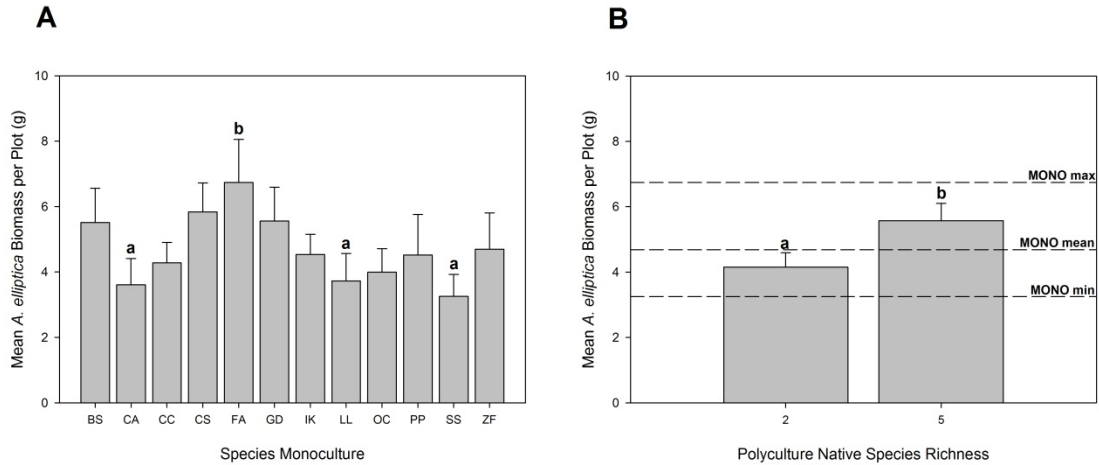 A
Mean A. elliptica Biomass per Plot (g)
10
8
6
4
2
0
b
a
a
a
BS CA CC CS FA GD IK LL OC PP SS ZF
Species Monoculture
B
Mean A. elliptica Biomass per Plot (g)
10
8
6
4
2
0
MONO max
b
MONO mean
a
MONO min
2 5
Polyculture Native Species Richness